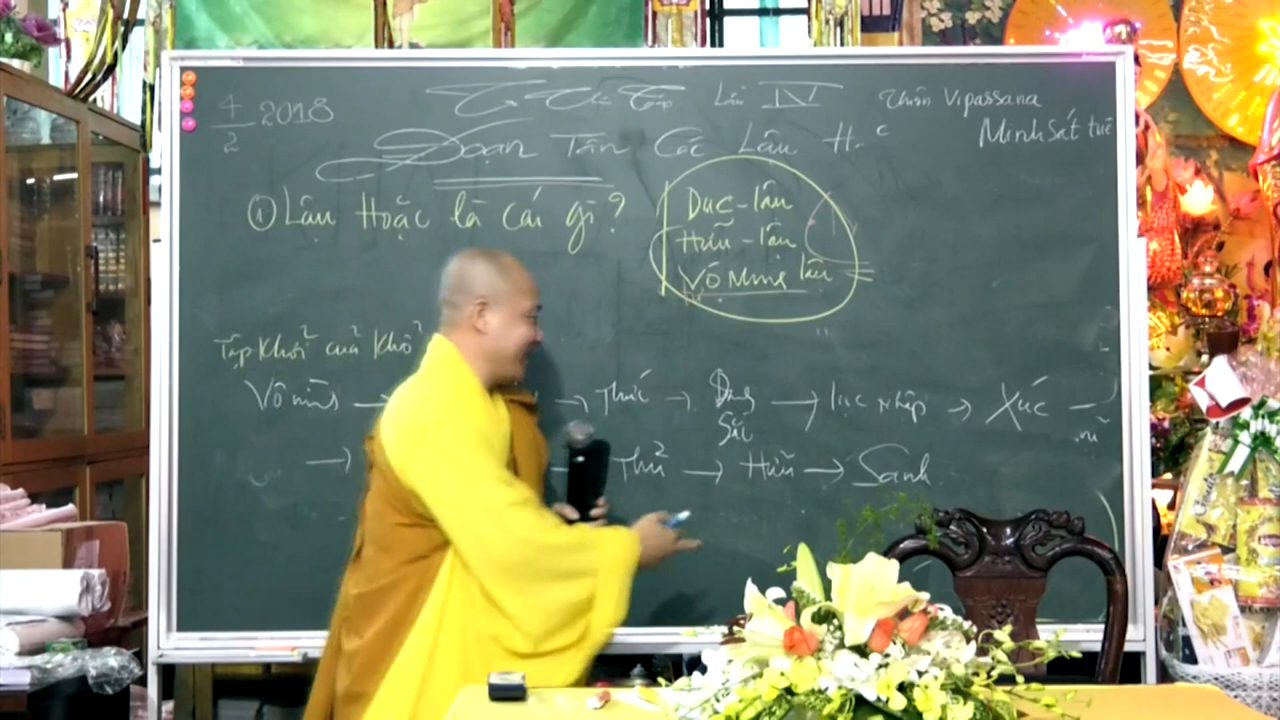 4/2 2018
Lần IV
Thiền Vipassana
Minh Sát tuệ
Đoạn Tận Các Lậu H
① Lậu Hoặc là cái gì?
Dục-lậu
Hữu-lậu
Vô Minh lậu
Tập Khởi của Khổ
Vô minh → → Thức → Danh Sắc → lục nhập → Xúc →
→ → Thủ → Hữu → Sanh